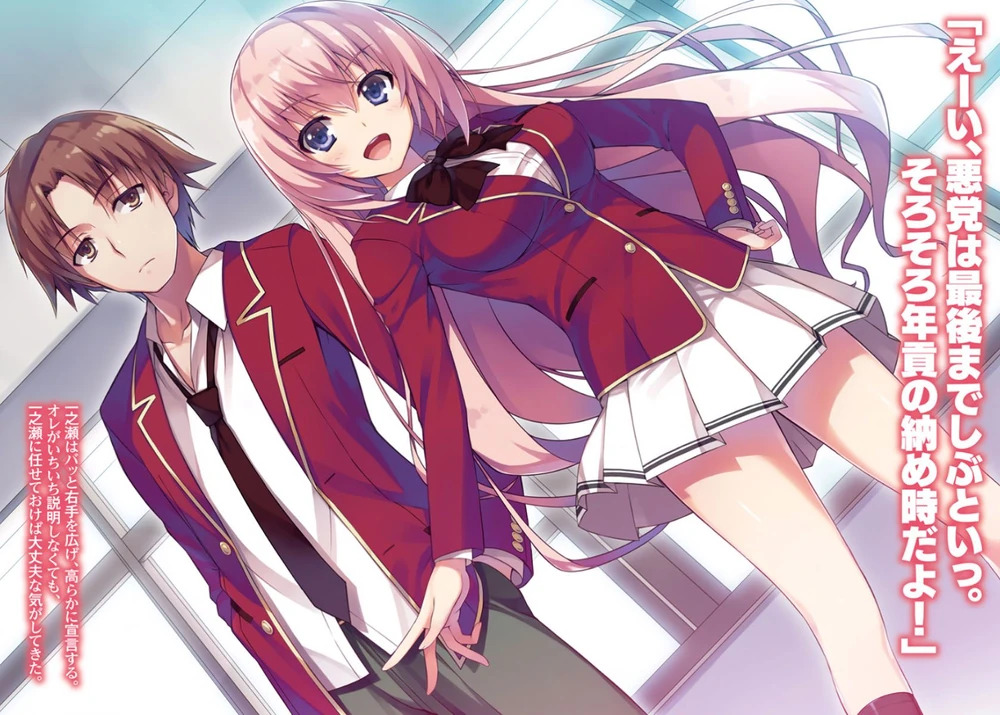 「えーい、悪党は最後までしぶといっ。
そろそろ年貢の納め時だよ！」
一之瀬はバッと右手を広げ、高らかに宣言する。
オレがいちいち説明しなくても、
一之瀬に任せておけば大丈夫な気がしてきた。